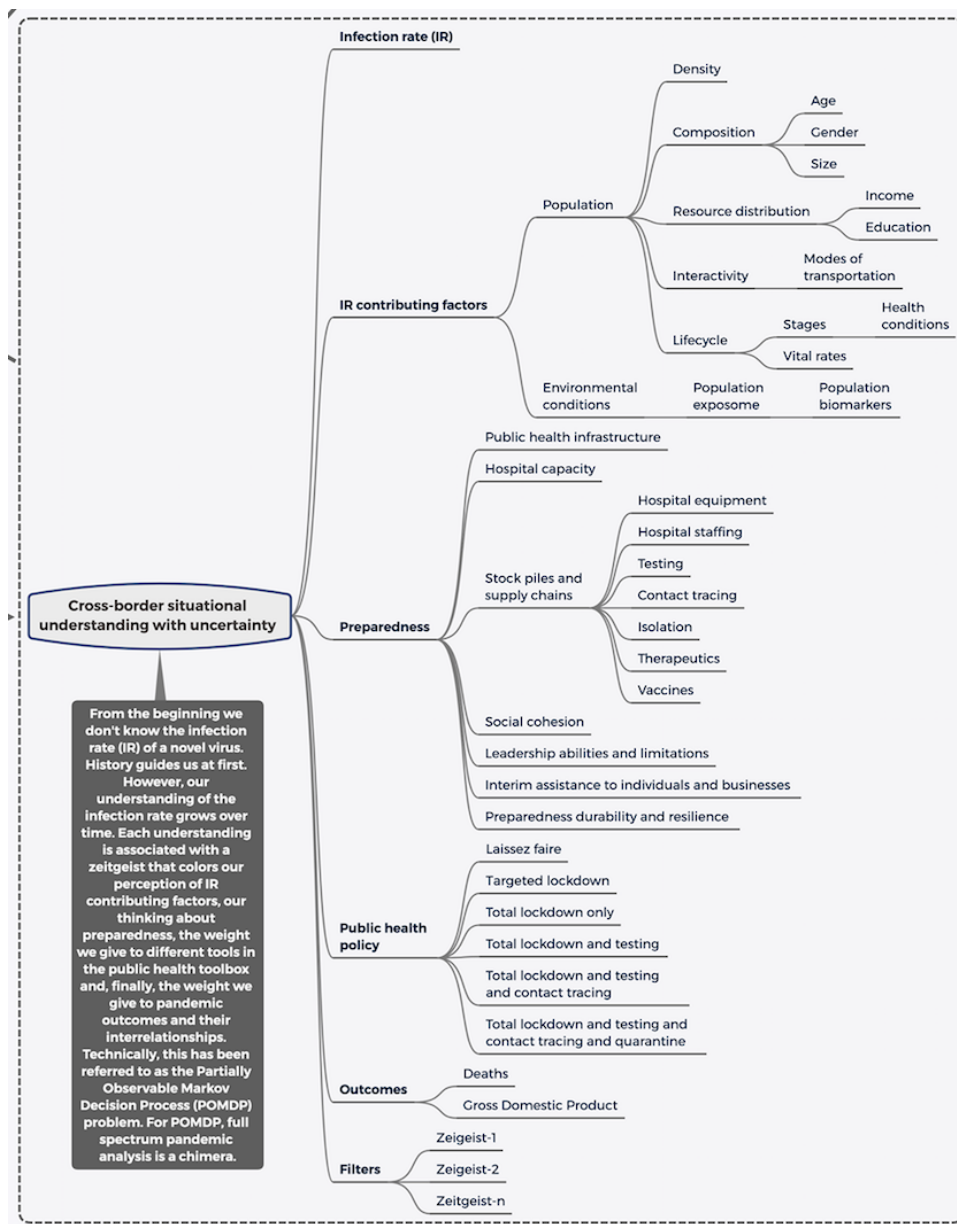 Infection rate (IR)
Density
Age
Composition
Gender
Size
Population
Income
Resource distribution
Education
Modes of
transportation
Interactivity
IR contributing factors
Health
conditions
Stages
Lifecycle
Vital rates
Environmental
conditions
Population
exposome
Population
biomarkers
Public health infrastructure
Hospital capacity
Hospital equipment
Hospital staffing
Testing
Stock piles and
supply chains
Contact tracing
Isolation
Therapeutics
Vaccines
Cross-border situational
understanding with uncertainty
Preparedness
Social cohesion
Leadership abilities and limitations
Interim assistance to individuals and businesses
Preparedness durability and resilience
From the beginning we
don't know the infection
rate (IR) of a novel virus.
History guides us at first.
However, our
understanding of the
infection rate grows over
time. Each understanding
is associated with a
zeitgeist that colors our
perception of IR
contributing factors, our
thinking about
preparedness, the weight
we give to different tools in
the public health toolbox
and, finally, the weight we
give to pandemic
outcomes and their
interrelationships.
Technically, this has been
referred to as the Partially
Observable Markov
Decision Process (POMDP)
problem. For POMDP, full
spectrum pandemic
analysis is a chimera.
Laissez faire
Targeted lockdown
Total lockdown only
Public health
policy
Total lockdown and testing
Total lockdown and testing
and contact tracing
Total lockdown and testing and
contact tracing and quarantine
Deaths
Outcomes
Gross Domestic Product
Zeigeist-1
Filters
Zeigeist-2
Zeitgeist-n